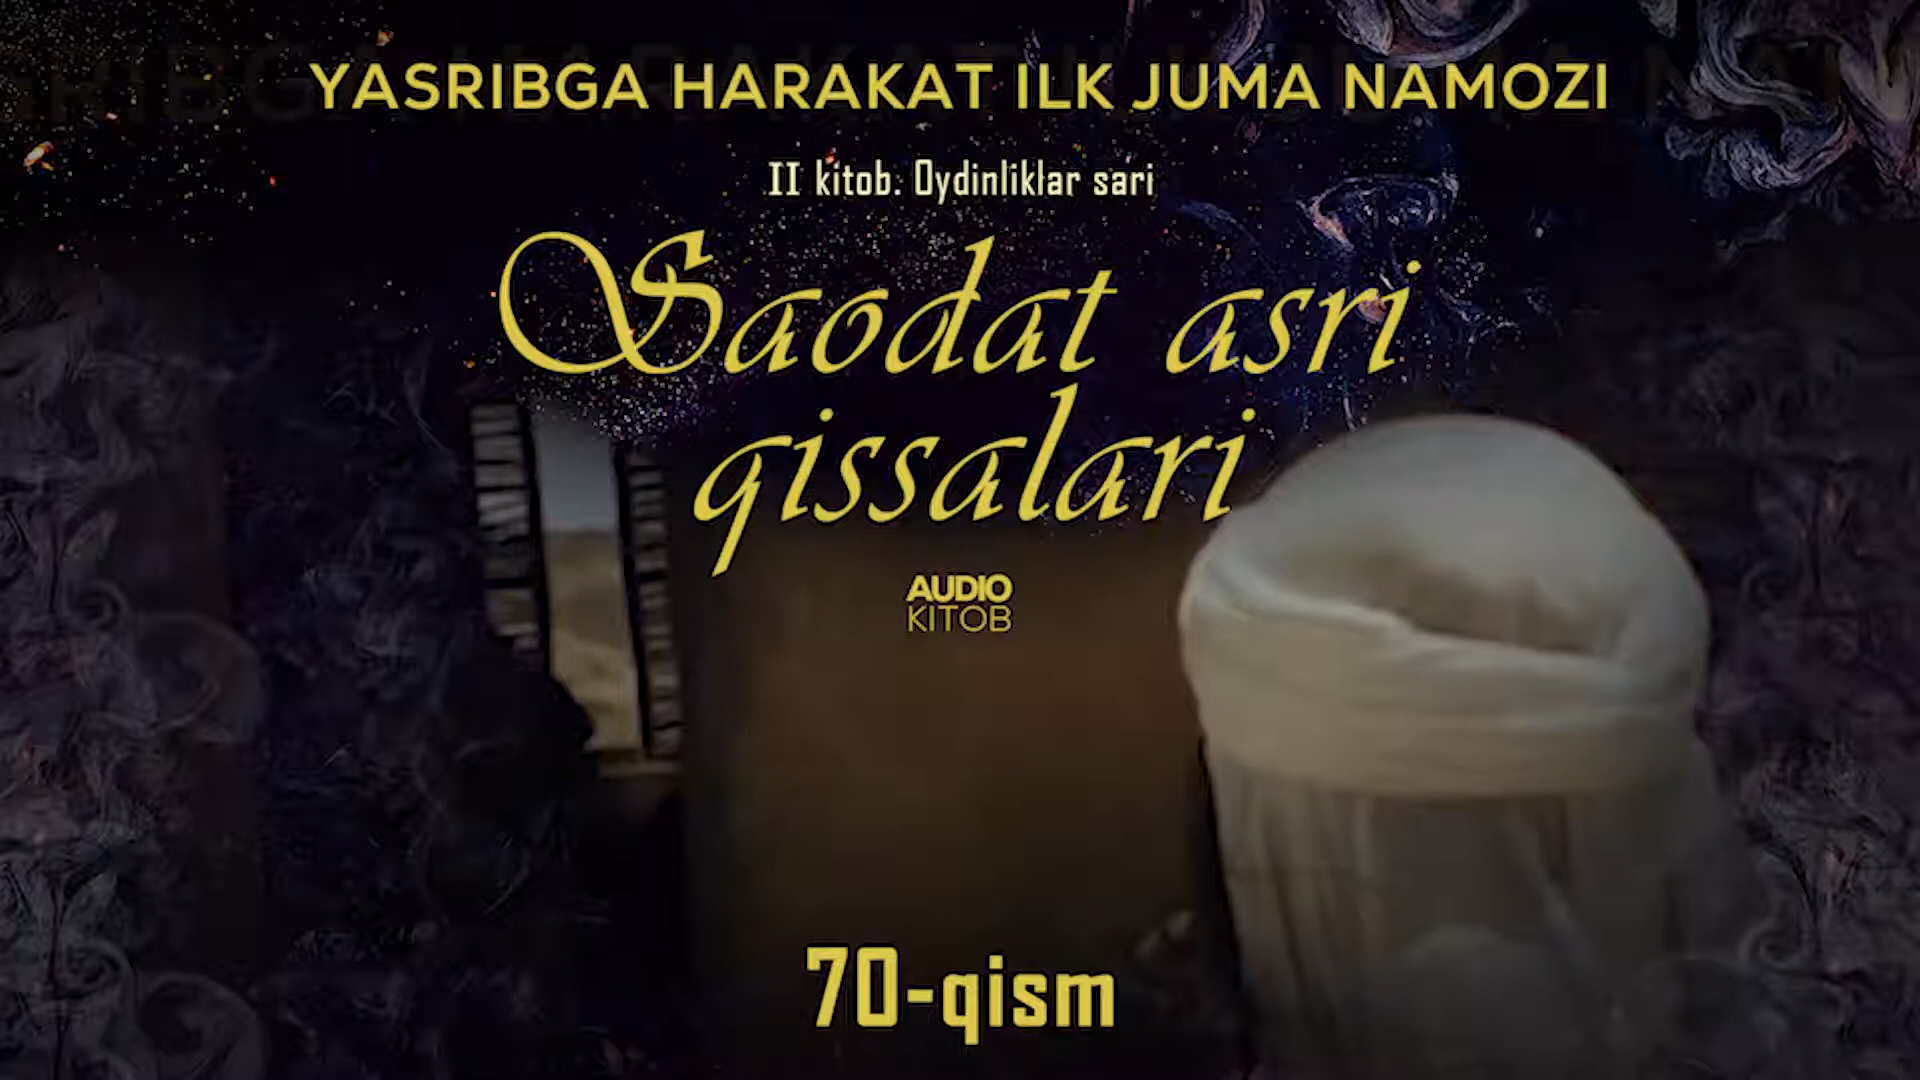 YASRIBGA HARAKAT ILK JUMA NAMOZI
II kitob. Oydinliklar sari
Saodat asri
qissalari
AUDIO
KITOB
70-qism